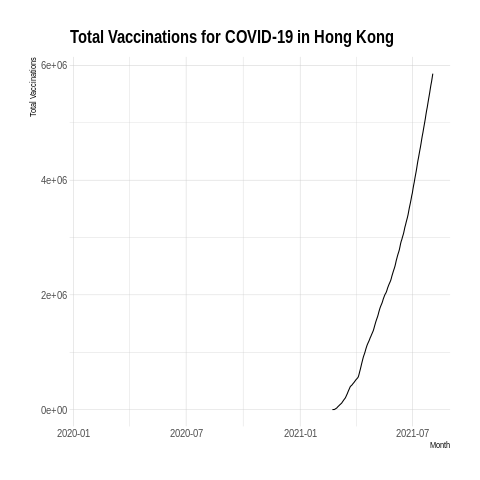 Total Vaccinations for COVID-19 in Hong Kong
Total Vaccinations
6e+06
4e+06
2e+06
0e+00
2020-01 2020-07 2021-01 2021-07
Month